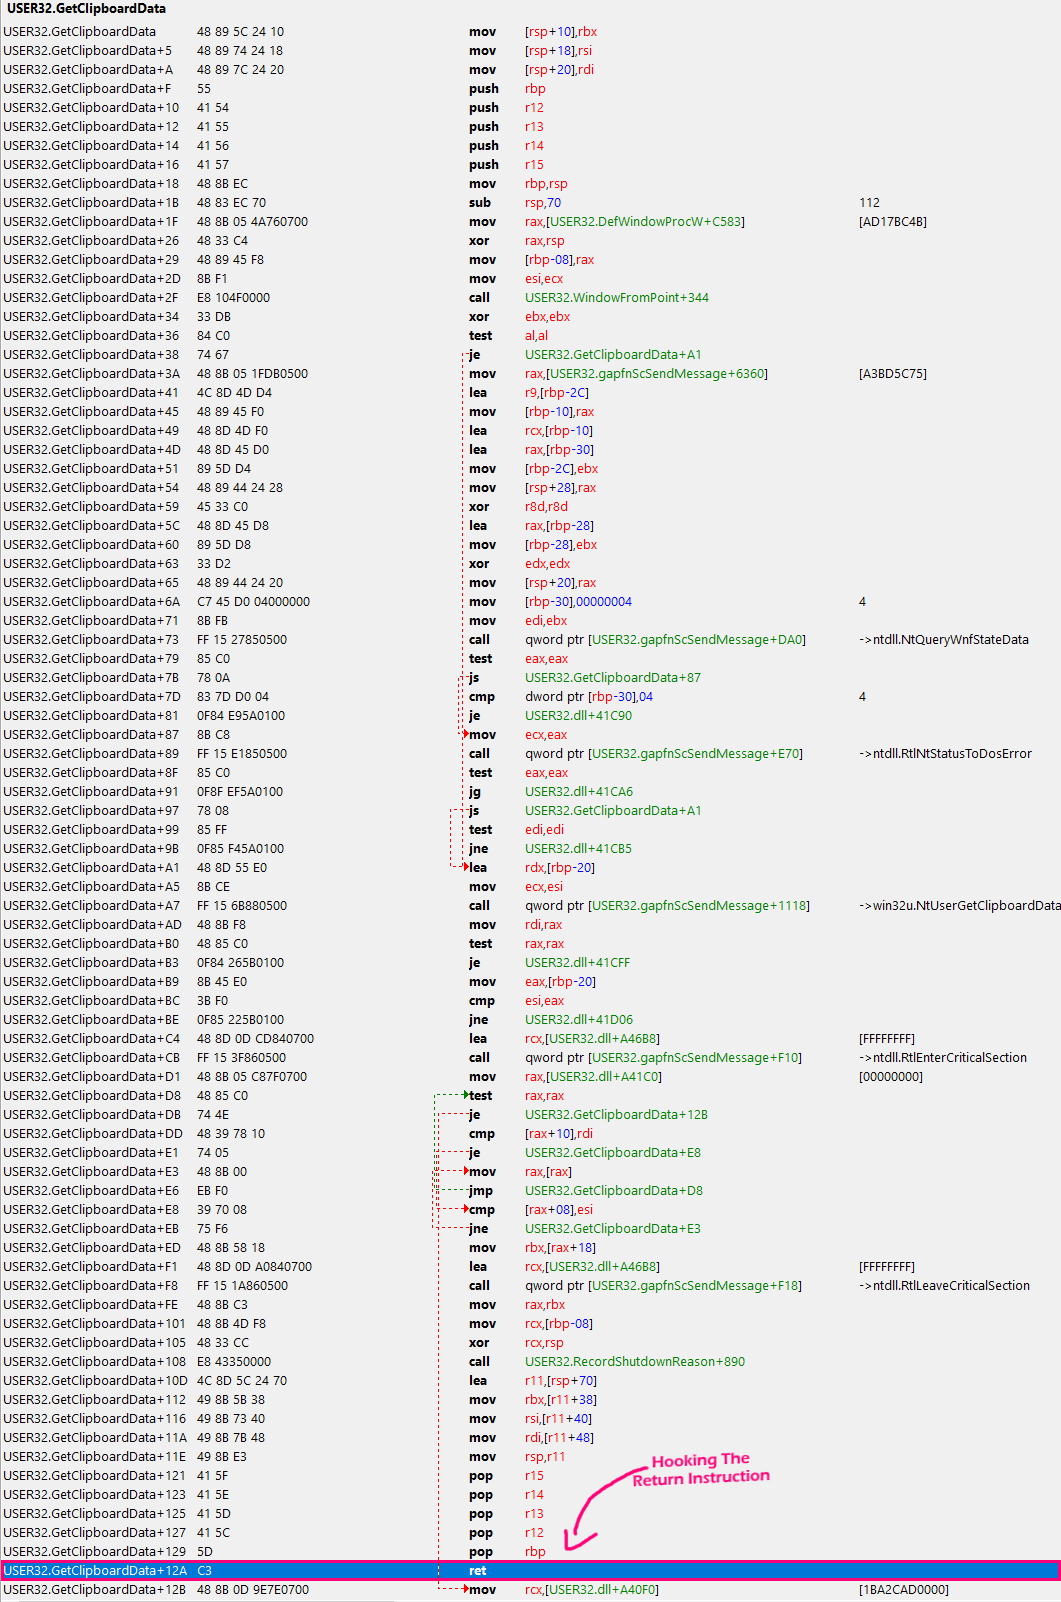 USER32.GetClipboardData
USER32.GetClipboardData 48 89 5C 24 10 mov [rsp+10],rbx
USER32.GetClipboardData+5 48 89 74 24 18 mov [rsp+18],rsi
USER32.GetClipboardData+A 48 89 7C 24 20 mov [rsp+20],rdi
USER32.GetClipboardData+F 55 push rbp
USER32.GetClipboardData+10 41 54 push r12
USER32.GetClipboardData+12 41 55 push r13
USER32.GetClipboardData+14 41 56 push r14
USER32.GetClipboardData+16 41 57 push r15
USER32.GetClipboardData+18 48 8B EC mov rbp,rsp
USER32.GetClipboardData+1B 48 83 EC 70 sub rsp,70 112
USER32.GetClipboardData+1F 48 8B 05 4A760700 mov rax,[USER32.DefWindowProcW+C583] [AD17BC4B]
USER32.GetClipboardData+26 48 33 C4 xor rax,rsp
USER32.GetClipboardData+29 48 89 45 F8 mov [rbp-08],rax
USER32.GetClipboardData+2D 8B F1 mov esi,ecx
USER32.GetClipboardData+2F E8 104F0000 call USER32.WindowFromPoint+344
USER32.GetClipboardData+34 33 DB xor ebx,ebx
USER32.GetClipboardData+36 84 C0 test al,al
USER32.GetClipboardData+38 74 67 je USER32.GetClipboardData+A1
USER32.GetClipboardData+3A 48 8B 05 1FDB0500 mov rax,[USER32.gapfnScSendMessage+6360] [A3BD5C75]
USER32.GetClipboardData+41 4C 8D 4D D4 lea r9,[rbp-2C]
USER32.GetClipboardData+45 48 89 45 F0 mov [rbp-10],rax
USER32.GetClipboardData+49 48 8D 4D F0 lea rcx,[rbp-10]
USER32.GetClipboardData+4D 48 8D 45 D0 lea rax,[rbp-30]
USER32.GetClipboardData+51 89 5D D4 mov [rbp-2C],ebx
USER32.GetClipboardData+54 48 89 44 24 28 mov [rsp+28],rax
USER32.GetClipboardData+59 45 33 C0 xor r8d,r8d
USER32.GetClipboardData+5C 48 8D 45 D8 lea rax,[rbp-28]
USER32.GetClipboardData+60 89 5D D8 mov [rbp-28],ebx
USER32.GetClipboardData+63 33 D2 xor edx,edx
USER32.GetClipboardData+65 48 89 44 24 20 mov [rsp+20],rax
USER32.GetClipboardData+6A C7 45 D0 04000000 mov [rbp-30],00000004 4
USER32.GetClipboardData+71 8B FB mov edi,ebx
USER32.GetClipboardData+73 FF 15 27850500 call qword ptr [USER32.gapfnScSendMessage+DA0] ->ntdll.NtQueryWnfStateData
USER32.GetClipboardData+79 85 C0 test eax,eax
USER32.GetClipboardData+7B 78 0A js USER32.GetClipboardData+87
USER32.GetClipboardData+7D 83 7D D0 04 cmp dword ptr [rbp-30],04 4
USER32.GetClipboardData+81 0F84 E95A0100 je USER32.dll+41C90
USER32.GetClipboardData+87 8B C8 mov ecx,eax
USER32.GetClipboardData+89 FF 15 E1850500 call qword ptr [USER32.gapfnScSendMessage+E70] ->ntdll.RtlNtStatusToDosError
USER32.GetClipboardData+8F 85 C0 test eax,eax
USER32.GetClipboardData+91 0F8F EF5A0100 jg USER32.dll+41CA6
USER32.GetClipboardData+97 78 08 js USER32.GetClipboardData+A1
USER32.GetClipboardData+99 85 FF test edi,edi
USER32.GetClipboardData+9B 0F85 F45A0100 jne USER32.dll+41CB5
USER32.GetClipboardData+A1 48 8D 55 E0 lea rdx,[rbp-20]
USER32.GetClipboardData+A5 8B CE mov ecx,esi
USER32.GetClipboardData+A7 FF 15 6B880500 call qword ptr [USER32.gapfnScSendMessage+1118] ->win32u.NtUserGetClipboardData
USER32.GetClipboardData+AD 48 8B F8 mov rdi,rax
USER32.GetClipboardData+B0 48 85 C0 test rax,rax
USER32.GetClipboardData+B3 0F84 265B0100 je USER32.dll+41CFF
USER32.GetClipboardData+B9 8B 45 E0 mov eax,[rbp-20]
USER32.GetClipboardData+BC 3B F0 cmp esi,eax
USER32.GetClipboardData+BE 0F85 225B0100 jne USER32.dll+41D06
USER32.GetClipboardData+C4 48 8D 0D CD840700 lea rcx,[USER32.dll+A46B8] [FFFFFFFF]
USER32.GetClipboardData+CB FF 15 3F860500 call qword ptr [USER32.gapfnScSendMessage+F10] ->ntdll.RtlEnterCriticalSection
USER32.GetClipboardData+D1 48 8B 05 C87F0700 mov rax,[USER32.dll+A41C0] [00000000]
USER32.GetClipboardData+D8 48 85 C0 test rax,rax
USER32.GetClipboardData+DB 74 4E je USER32.GetClipboardData+12B
USER32.GetClipboardData+DD 48 39 78 10 cmp [rax+10],rdi
USER32.GetClipboardData+E1 74 05 je USER32.GetClipboardData+E8
USER32.GetClipboardData+E3 48 8B 00 mov rax,[rax]
USER32.GetClipboardData+E6 EB F0 jmp USER32.GetClipboardData+D8
USER32.GetClipboardData+E8 39 70 08 cmp [rax+08],esi
USER32.GetClipboardData+EB 75 F6 jne USER32.GetClipboardData+E3
USER32.GetClipboardData+ED 48 8B 58 18 mov rbx,[rax+18]
USER32.GetClipboardData+F1 48 8D 0D A0840700 lea rcx,[USER32.dll+A46B8] [FFFFFFFF]
USER32.GetClipboardData+F8 FF 15 1A860500 call qword ptr [USER32.gapfnScSendMessage+F18] ->ntdll.RtlLeaveCriticalSection
USER32.GetClipboardData+FE 48 8B C3 mov rax,rbx
USER32.GetClipboardData+101 48 8B 4D F8 mov rcx,[rbp-08]
USER32.GetClipboardData+105 48 33 CC xor rcx,rsp
USER32.GetClipboardData+108 E8 43350000 call USER32.RecordShutdownReason+890
USER32.GetClipboardData+10D 4C 8D 5C 24 70 lea r11,[rsp+70]
USER32.GetClipboardData+112 49 8B 5B 38 mov rbx,[r11+38]
USER32.GetClipboardData+116 49 8B 73 40 mov rsi,[r11+40]
USER32.GetClipboardData+11A 49 8B 7B 48 mov rdi,[r11+48]
USER32.GetClipboardData+11E 49 8B E3 mov rsp,r11
Hooking The
Return Instruction
USER32.GetClipboardData+121 41 5F pop r15
USER32.GetClipboardData+123 41 5E pop r14
USER32.GetClipboardData+125 41 5D pop r13
USER32.GetClipboardData+127 41 5C pop r12
USER32.GetClipboardData+129 5D pop rbp
USER32.GetClipboardData+12A C3 ret
USER32.GetClipboardData+12B 48 8B 0D 9E7E0700 mov rcx,[USER32.dll+A40F0] [1BA2CAD0000]